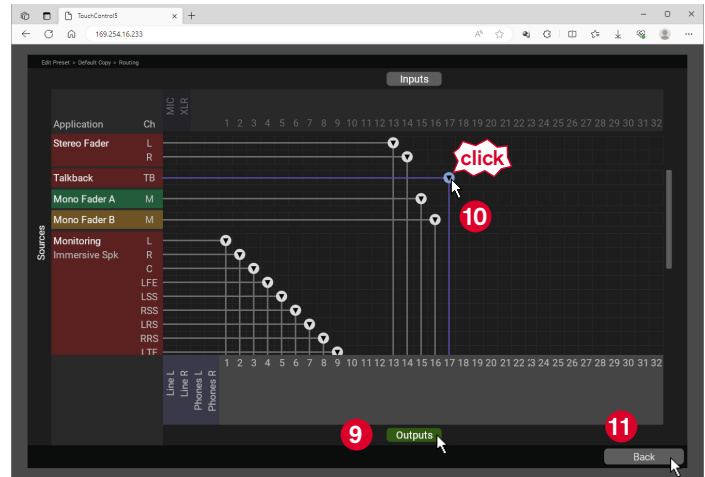 TouchControl5
169.254.16.233
Edit Preset > Default Copy > Routing
Inputs
MIC
XLR
Application Ch 1 2 3 4 5 6 7 8 9 10 11 12 13 14 15 16 17 18 19 20 21 22 23 24 25 26 27 28 29 30 31 32
Stereo Fader L
R
click
Talkback TB
Mono Fader A M
10
Mono Fader B M
Sources
Monitoring L
Immersive Spk R
C
LFE
LSS
RSS
LRS
RRS
LTF
1 2 3 4 5 6 7 8 9 10 11 12 13 14 15 16 17 18 19 20 21 22 23 24 25 26 27 28 29 30 31 32
Line L
Line R
Phones L
Phones R
9
Outputs
11
Back